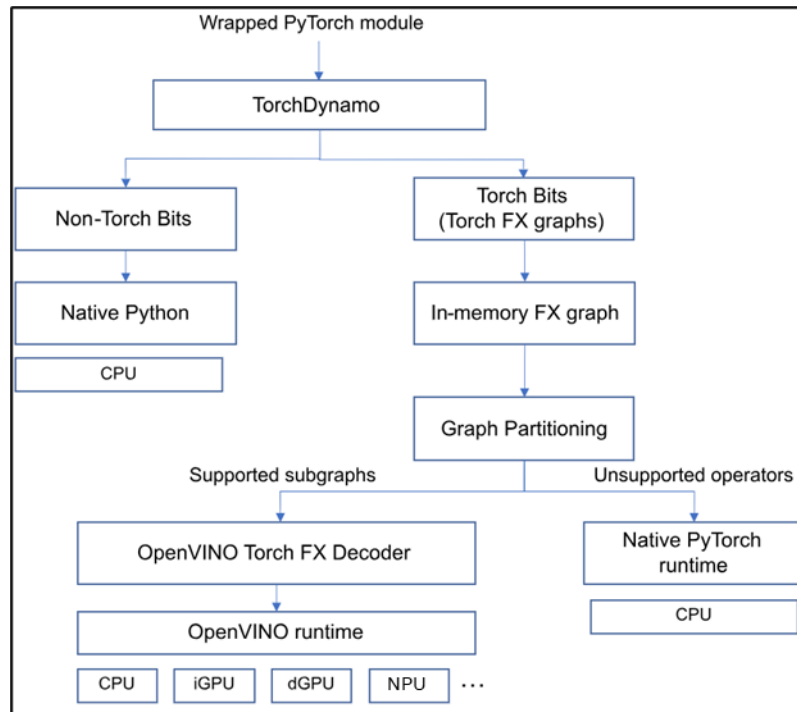 Wrapped PyTorch module
TorchDynamo
Non-Torch Bits
Torch Bits
(Torch FX graphs)
Native Python
In-memory FX graph
CPU
Graph Partitioning
Supported subgraphs
Unsupported operators
OpenVINO Torch FX Decoder
Native PyTorch
runtime
OpenVINO runtime
CPU
CPU
iGPU
dGPU
NPU
...